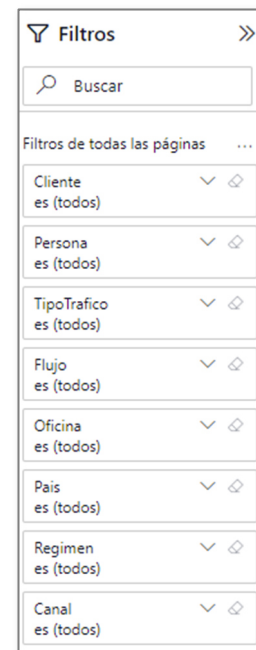 Filtros
Buscar
Filtros de todas las páginas
Cliente
es (todos)
Persona
es (todos)
TipoTrafico
es (todos)
Flujo
es (todos)
Oficina
es (todos)
Pais
es (todos)
Regimen
es (todos)
Canal
es (todos)